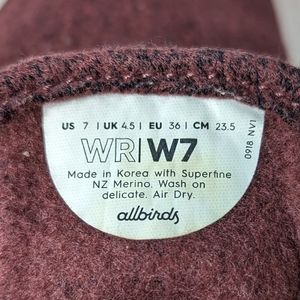 US 7 | UK 4.5 | EU 36 | CM 23.5
WR|W7
Made in Korea with Superfine
NZ Merino. Wash on
delicate. Air Dry.
allbirds
0918 NV1